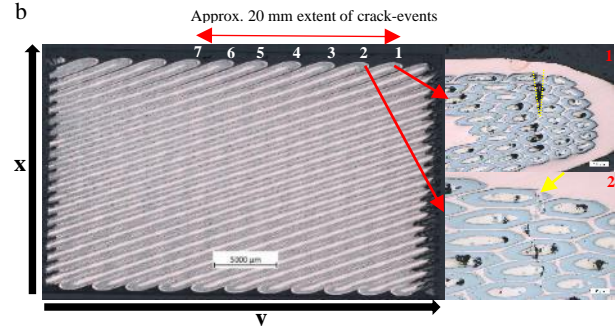 b
Approx. 20 mm extent of crack-events
7 6 5 4 3 2 1
1
x
2
5000 µm
y